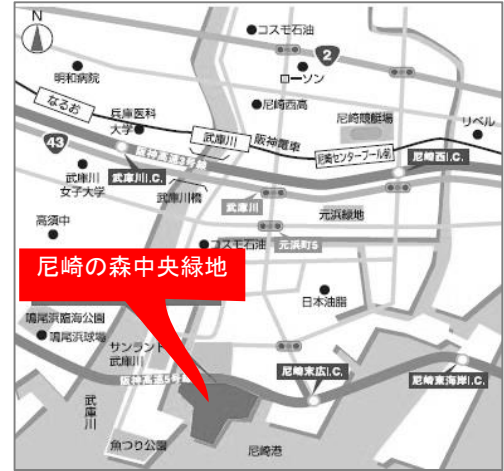 N
コスモ石油
2
明和病院
ローソン
なるお
兵庫医科
大学
尼崎西高
尼崎競艇場
リベル
43
武庫川
阪神電車
尼崎センタープール前
阪神高速3号線
尼崎西I.C.
武庫川
女子大学
武庫川I.C.
武庫川橋
武庫川
元浜緑地
高須中
コスモ石油
元浜町5
尼崎の森中央緑地
日本油脂
鳴尾浜臨海公園
鳴尾浜球場
サンランド
武庫川
阪神高速5号線
尼崎末広I.C.
尼崎東海岸I.C.
武庫川
魚つり公園
尼崎港